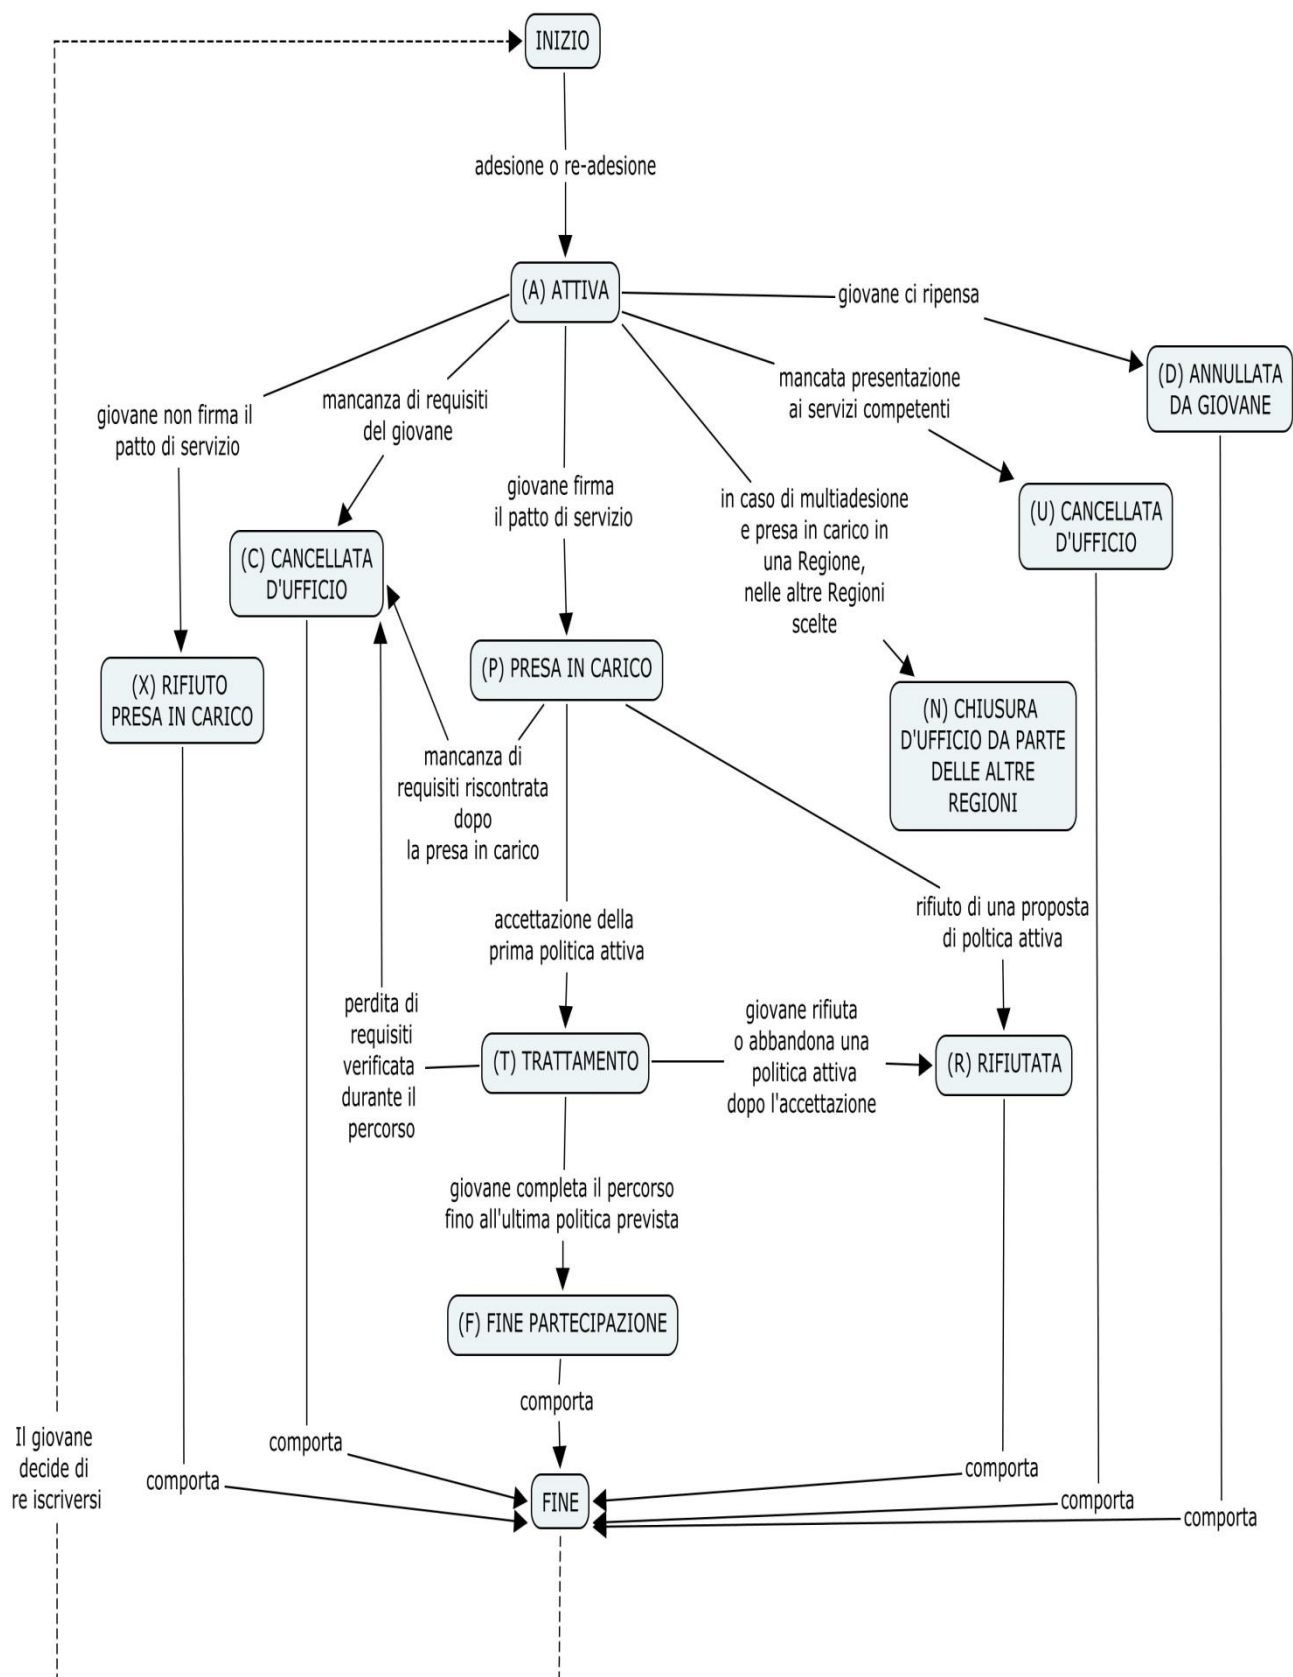 INIZIO
adesione o re-adesione
(A) ATTIVA
giovane ci ripensa
(D) ANNULLATA
DA GIOVANE
mancata presentazione
ai servizi competenti
(U) CANCELLATA
D'UFFICIO
giovane non firma il
patto di servizio
mancanza di requisiti
del giovane
giovane firma
il patto di servizio
in caso di multiadesione
e presa in carico in
una Regione,
nelle altre Regioni
scelte
(C) CANCELLATA
D'UFFICIO
(X) RIFIUTO
PRESA IN CARICO
(P) PRESA IN CARICO
(N) CHIUSURA
D'UFFICIO DA PARTE
DELLE ALTRE
REGIONI
mancanza di
requisiti riscontrata
dopo
la presa in carico
accettazione della
prima politica attiva
rifiuto di una proposta
di poltica attiva
perdita di
requisiti
verificata
durante il
percorso
(T) TRATTAMENTO
giovane rifiuta
o abbandona una
politica attiva
dopo l'accettazione
(R) RIFIUTATA
giovane completa il percorso
fino all'ultima politica prevista
(F) FINE PARTECIPAZIONE
comporta
Il giovane
decide di
re iscriversi
comporta
comporta
FINE
comporta
comporta
comporta